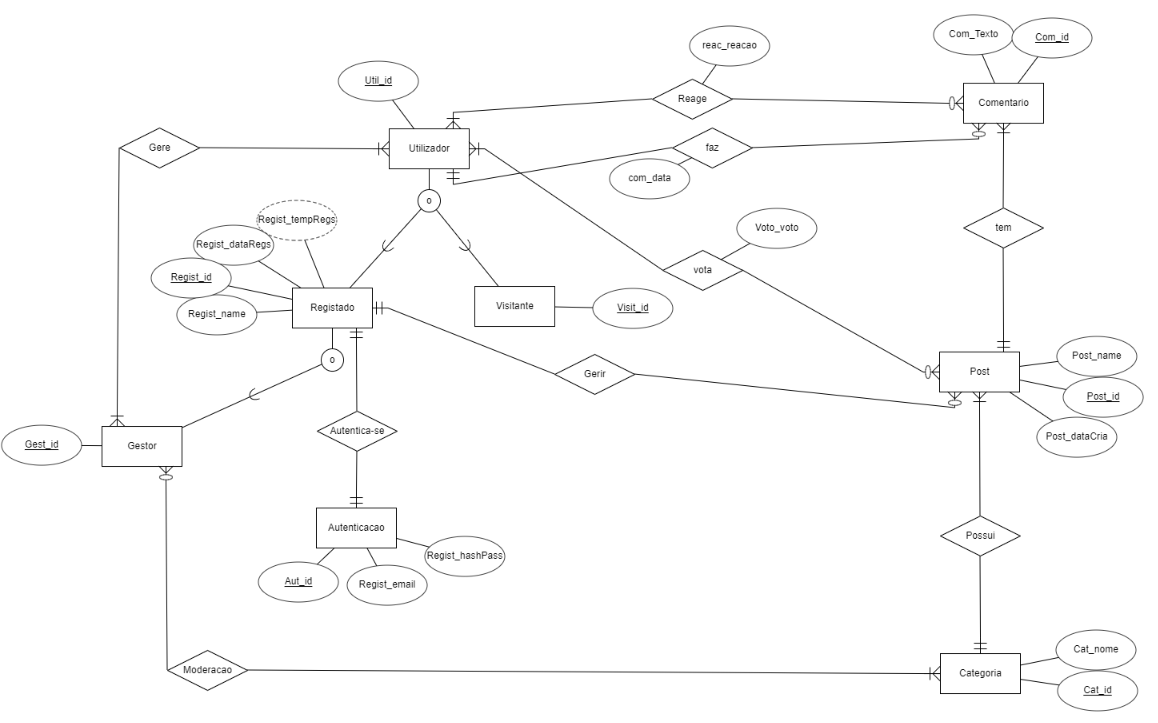 Com_Texto
Com_id
reac_reacao
Util_id
Reage
Comentario
Gere
Utilizador
faz
com_data
o
Regist_tempRegs
Regist_dataRegs
Voto_voto
tem
Regist_id
vota
Regist_name
Registado
Visitante
Visit_id
o
Gerir
Post
Post_name
Post_id
Post_dataCria
Autentica-se
Gest_id
Gestor
Autenticacao
Possui
Regist_hashPass
Aut_id
Regist_email
Moderacao
Categoria
Cat_nome
Cat_id